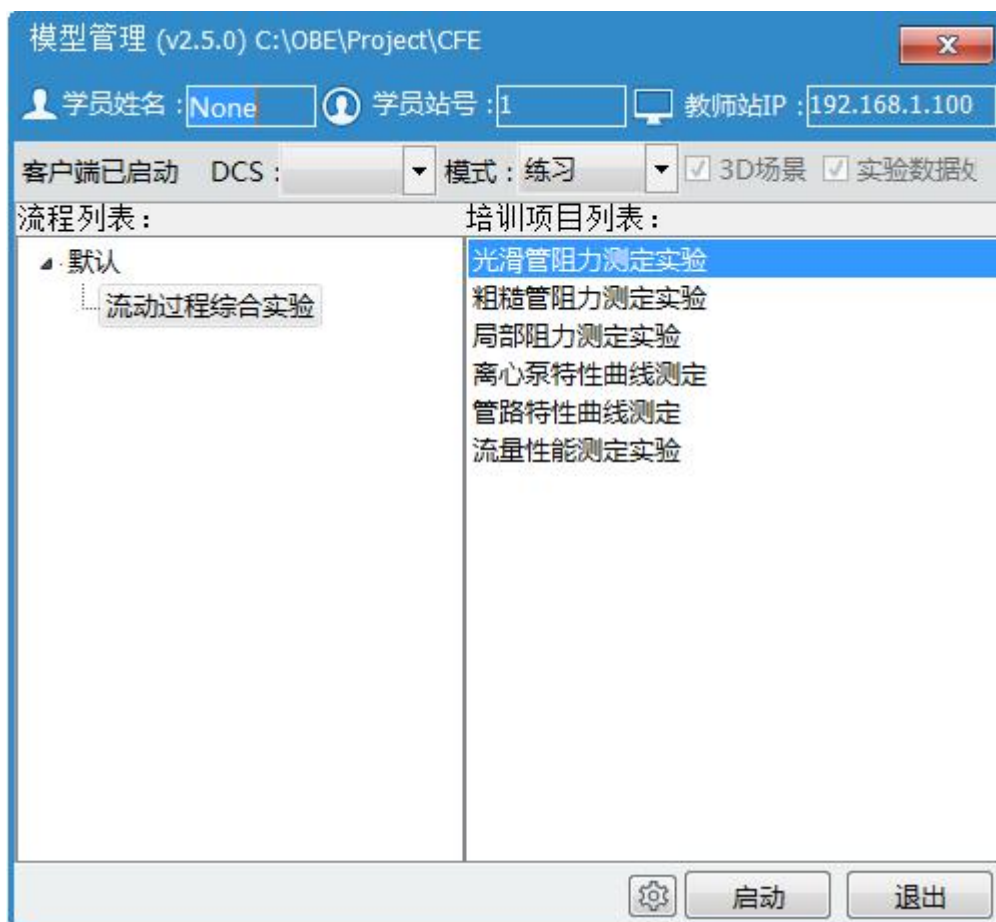 模型管理 (v2.5.0) C:\OBE\Project\CFE
学员姓名：None 学员站号：1 教师站IP：192.168.1.100
客户端已启动 DCS： 模式：练习 3D场景 实验数据
流程列表： 培训项目列表：
默认
流动过程综合实验
光滑管阻力测定实验
粗糙管阻力测定实验
局部阻力测定实验
离心泵特性曲线测定
管路特性曲线测定
流量性能测定实验
启动 退出